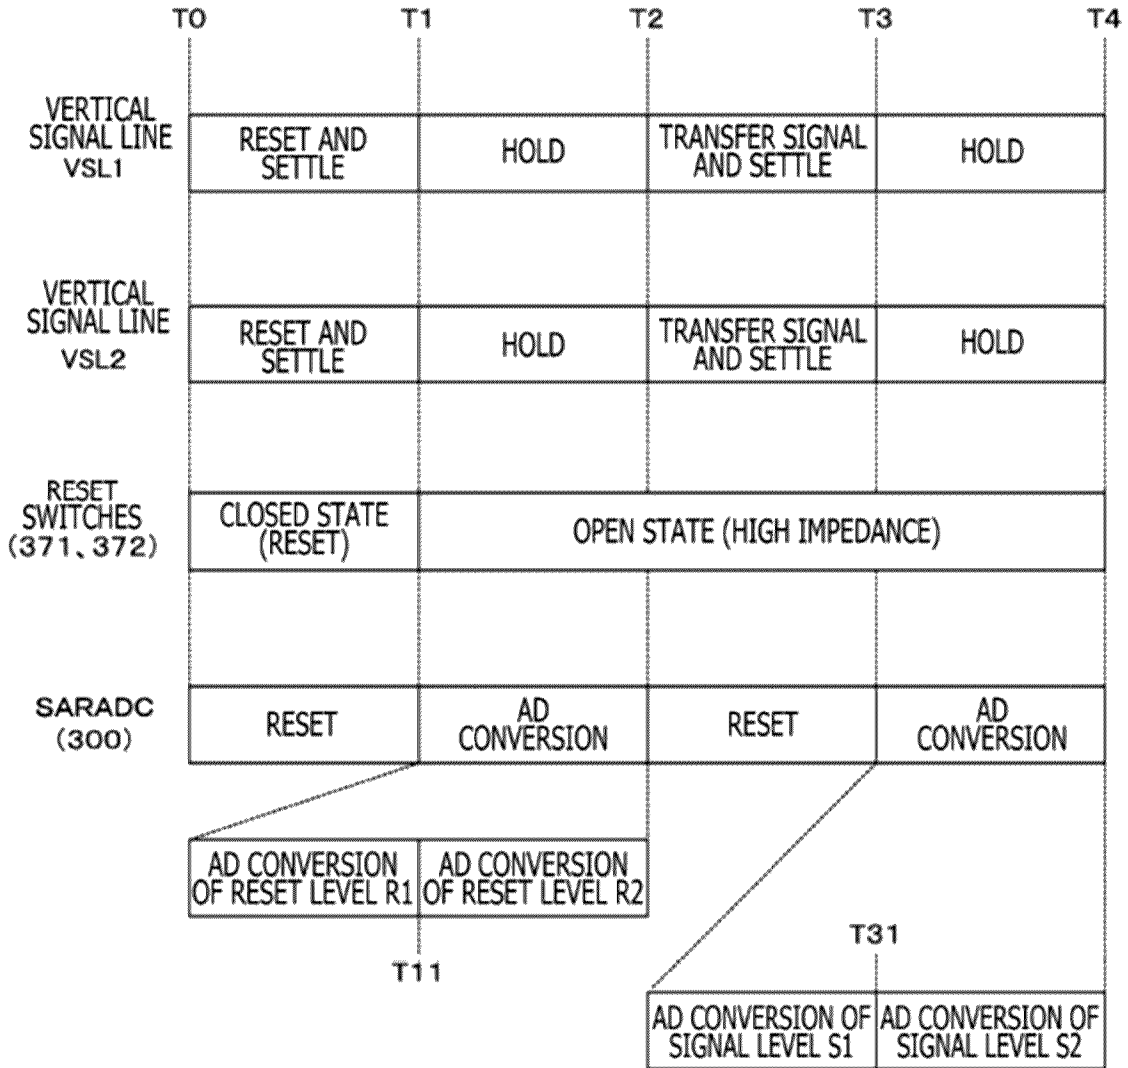 T0 T1 T2 T3 T4
VERTICAL
SIGNAL LINE
VSL1
RESET AND
SETTLE
HOLD
TRANSFER SIGNAL
AND SETTLE
HOLD
VERTICAL
SIGNAL LINE
VSL2
RESET AND
SETTLE
HOLD
TRANSFER SIGNAL
AND SETTLE
HOLD
RESET
SWITCHES
(371、372)
CLOSED STATE
(RESET)
OPEN STATE (HIGH IMPEDANCE)
SARADC
(300)
RESET
AD
CONVERSION
RESET
AD
CONVERSION
AD CONVERSION
OF RESET LEVEL R1
AD CONVERSION
OF RESET LEVEL R2
T11
T31
AD CONVERSION OF
SIGNAL LEVEL S1
AD CONVERSION OF
SIGNAL LEVEL S2